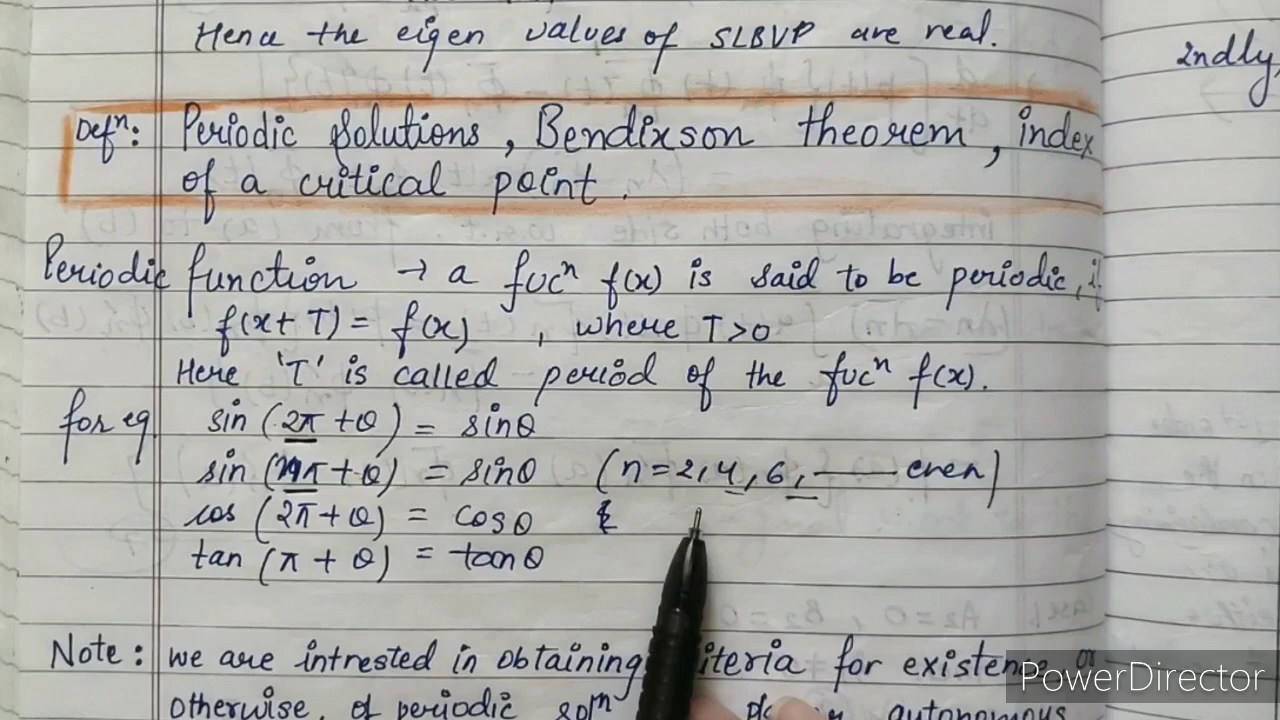 Hence the eigen values of SLBVP are real.
2ndly
Defⁿ: Periodic Solutions, Bendixson theorem, index
of a critical point.
Periodic function → a fucⁿ f(x) is said to be periodic, if
f(x+T) = f(x) , where T>0
Here 'T' is called period of the fucⁿ f(x).
for eg sin (2π+θ) = sinθ
sin (nπ+θ) = sinθ (n=2,4,6,—— even)
cos (2π+θ) = cosθ
tan (π+θ) = tanθ
Note: we are intrested in obtaining iteria for existence or
otherwise, of periodic solⁿ autonomous
PowerDirector